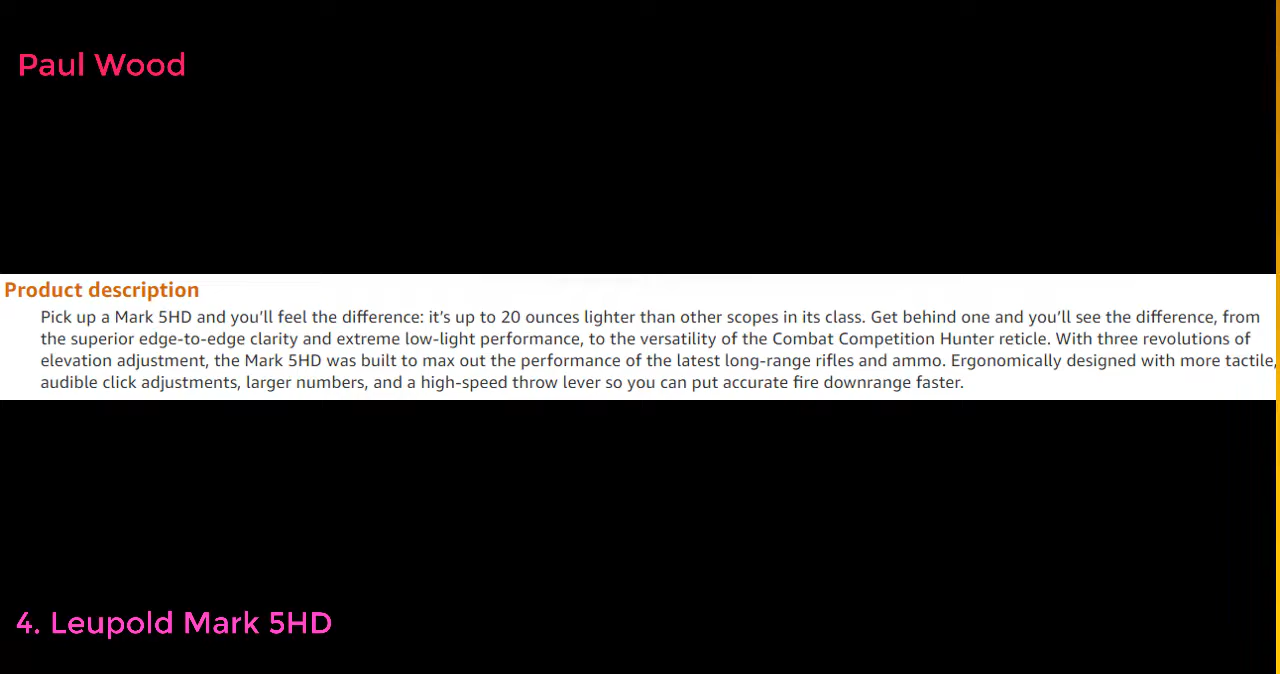 Paul Wood
Product description
Pick up a Mark 5HD and you’ll feel the difference: it’s up to 20 ounces lighter than other scopes in its class. Get behind one and you’ll see the difference, from
the superior edge-to-edge clarity and extreme low-light performance, to the versatility of the Combat Competition Hunter reticle. With three revolutions of
elevation adjustment, the Mark 5HD was built to max out the performance of the latest long-range rifles and ammo. Ergonomically designed with more tactile,
audible click adjustments, larger numbers, and a high-speed throw lever so you can put accurate fire downrange faster.
4. Leupold Mark 5HD